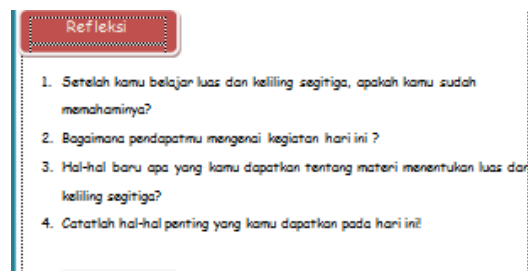 Refleksi
1. Setelah kamu belajar luas dan keliling segitiga, apakah kamu sudah
memahaminya?
2. Bagaimana pendapatmu mengenai kegiatan hari ini ?
3. Hal-hal baru apa yang kamu dapatkan tentang materi menentukan luas dan
keliling segitiga?
4. Catatlah hal-hal penting yang kamu dapatkan pada hari ini!